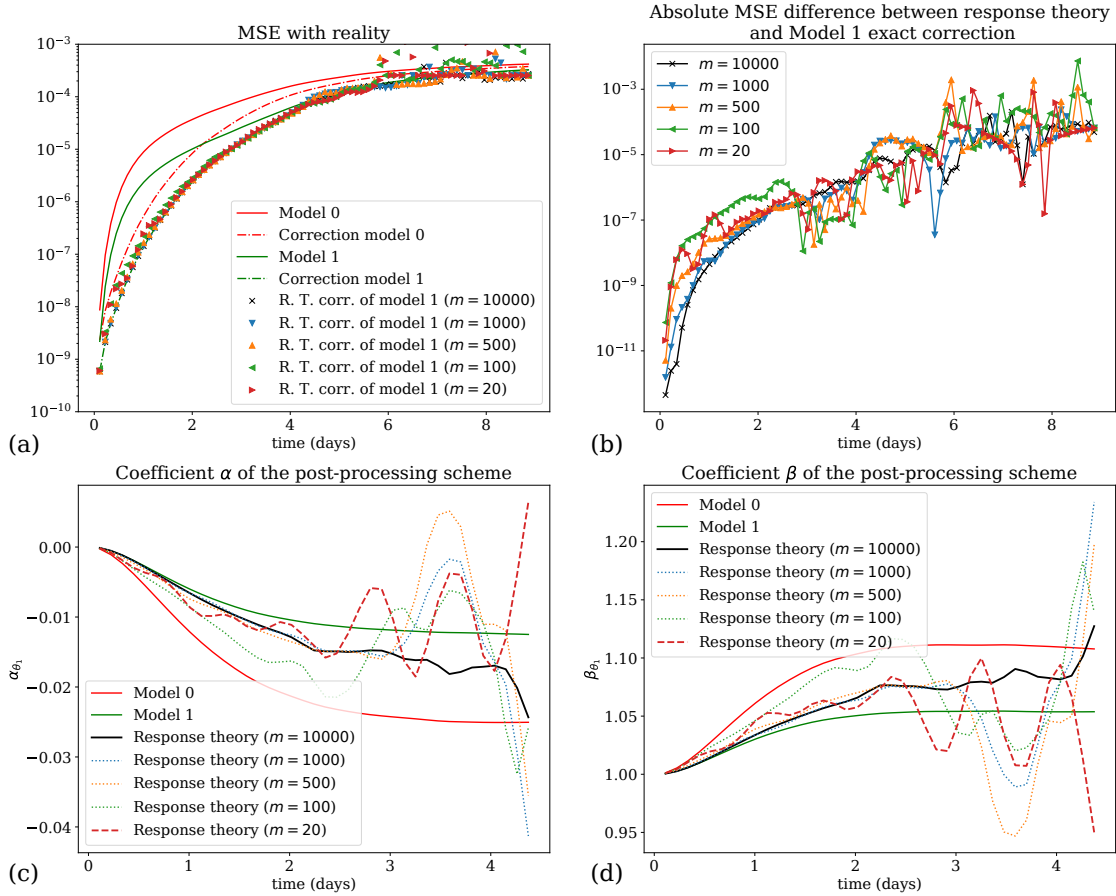 MSE with reality
10⁻³
10⁻⁴
10⁻⁵
10⁻⁶
10⁻⁷
10⁻⁸
10⁻⁹
10⁻¹⁰
Model 0
Correction model 0
Model 1
Correction model 1
R. T. corr. of model 1 (m = 10000)
R. T. corr. of model 1 (m = 1000)
R. T. corr. of model 1 (m = 500)
R. T. corr. of model 1 (m = 100)
R. T. corr. of model 1 (m = 20)
0 2 4 6 8
time (days)
(a)
Absolute MSE difference between response theory
and Model 1 exact correction
m = 10000
m = 1000
m = 500
m = 100
m = 20
10⁻³
10⁻⁵
10⁻⁷
10⁻⁹
10⁻¹¹
0 2 4 6 8
time (days)
(b)
Coefficient α of the post-processing scheme
0.00
−0.01
−0.02
−0.03
−0.04
αθ₁
Model 0
Model 1
Response theory (m = 10000)
Response theory (m = 1000)
Response theory (m = 500)
Response theory (m = 100)
Response theory (m = 20)
0 1 2 3 4
time (days)
(c)
Coefficient β of the post-processing scheme
Model 0
Model 1
Response theory (m = 10000)
Response theory (m = 1000)
Response theory (m = 500)
Response theory (m = 100)
Response theory (m = 20)
1.20
1.15
1.10
1.05
1.00
0.95
βθ₁
0 1 2 3 4
time (days)
(d)